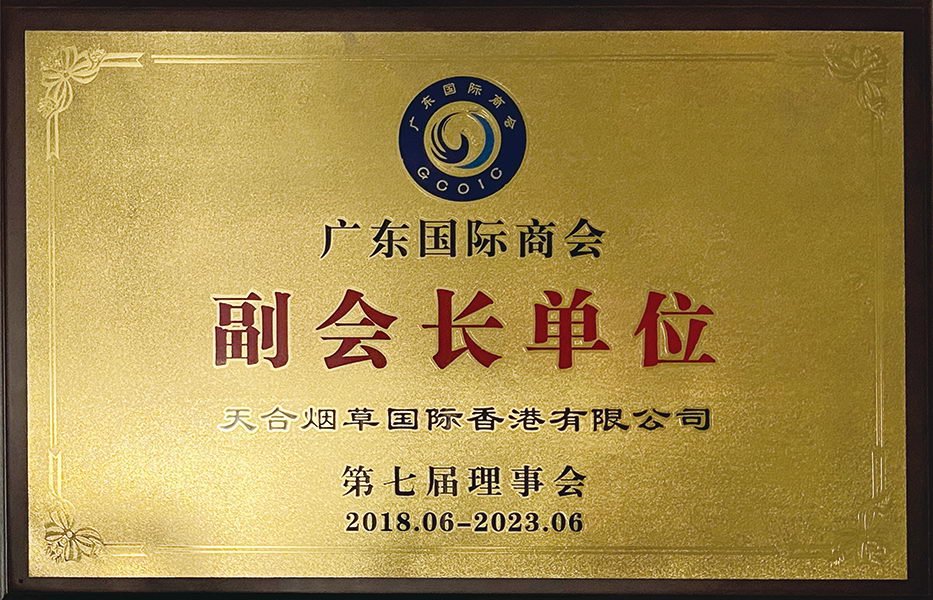 广东国际商会
GCOIC
广东国际商会
副会长单位
天合烟草国际香港有限公司
第七届理事会
2018.06-2023.06